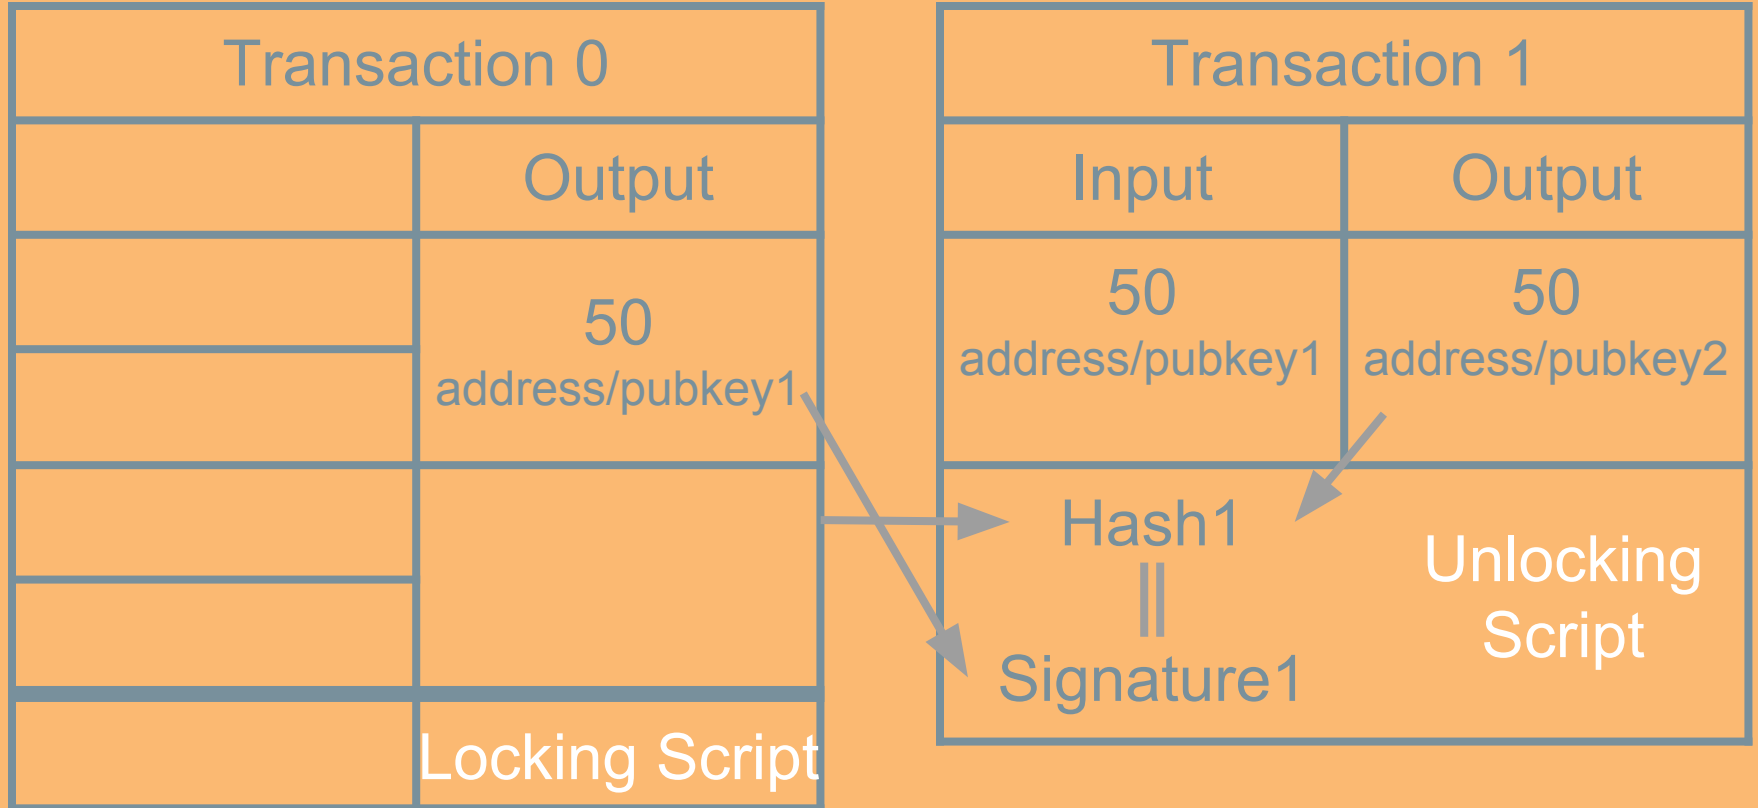 Transaction 0
Output
50
address/pubkey1
Locking Script
Transaction 1
Input
Output
50
address/pubkey1
50
address/pubkey2
Hash1
Signature1
Unlocking
Script